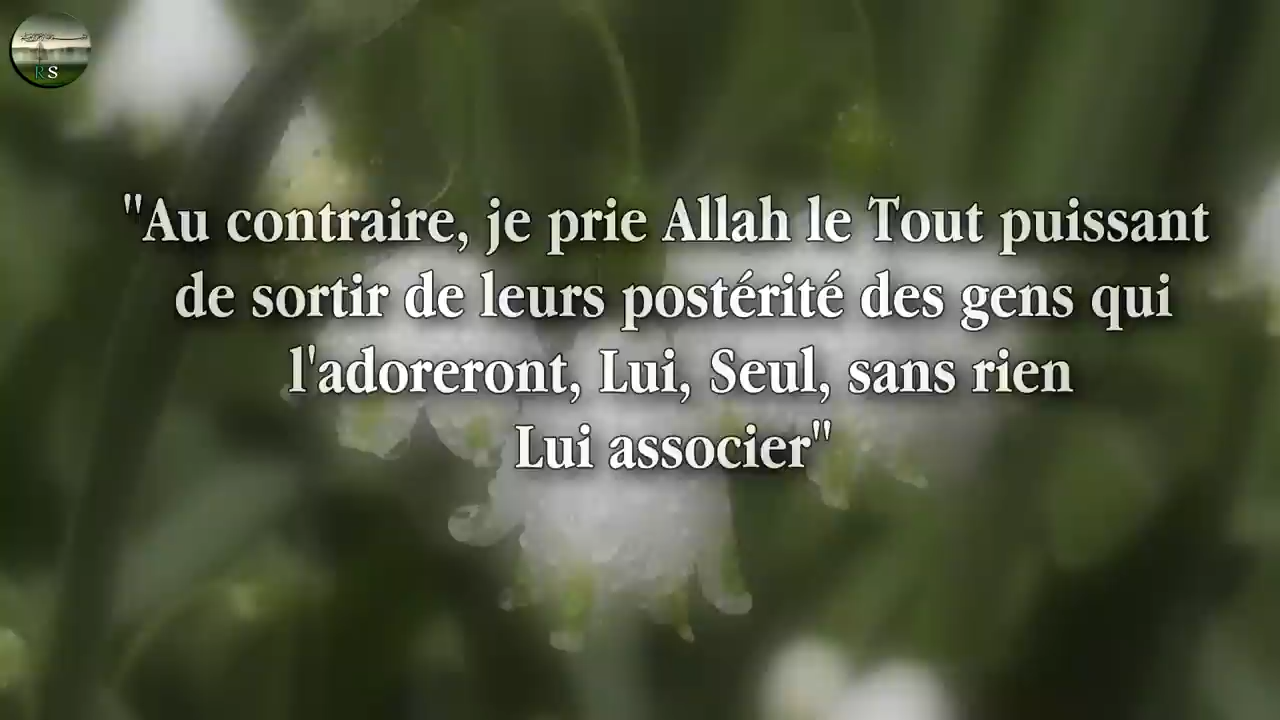 RS
"Au contraire, je prie Allah le Tout puissant
de sortir de leurs postérité des gens qui
l'adoreront, Lui, Seul, sans rien
Lui associer"